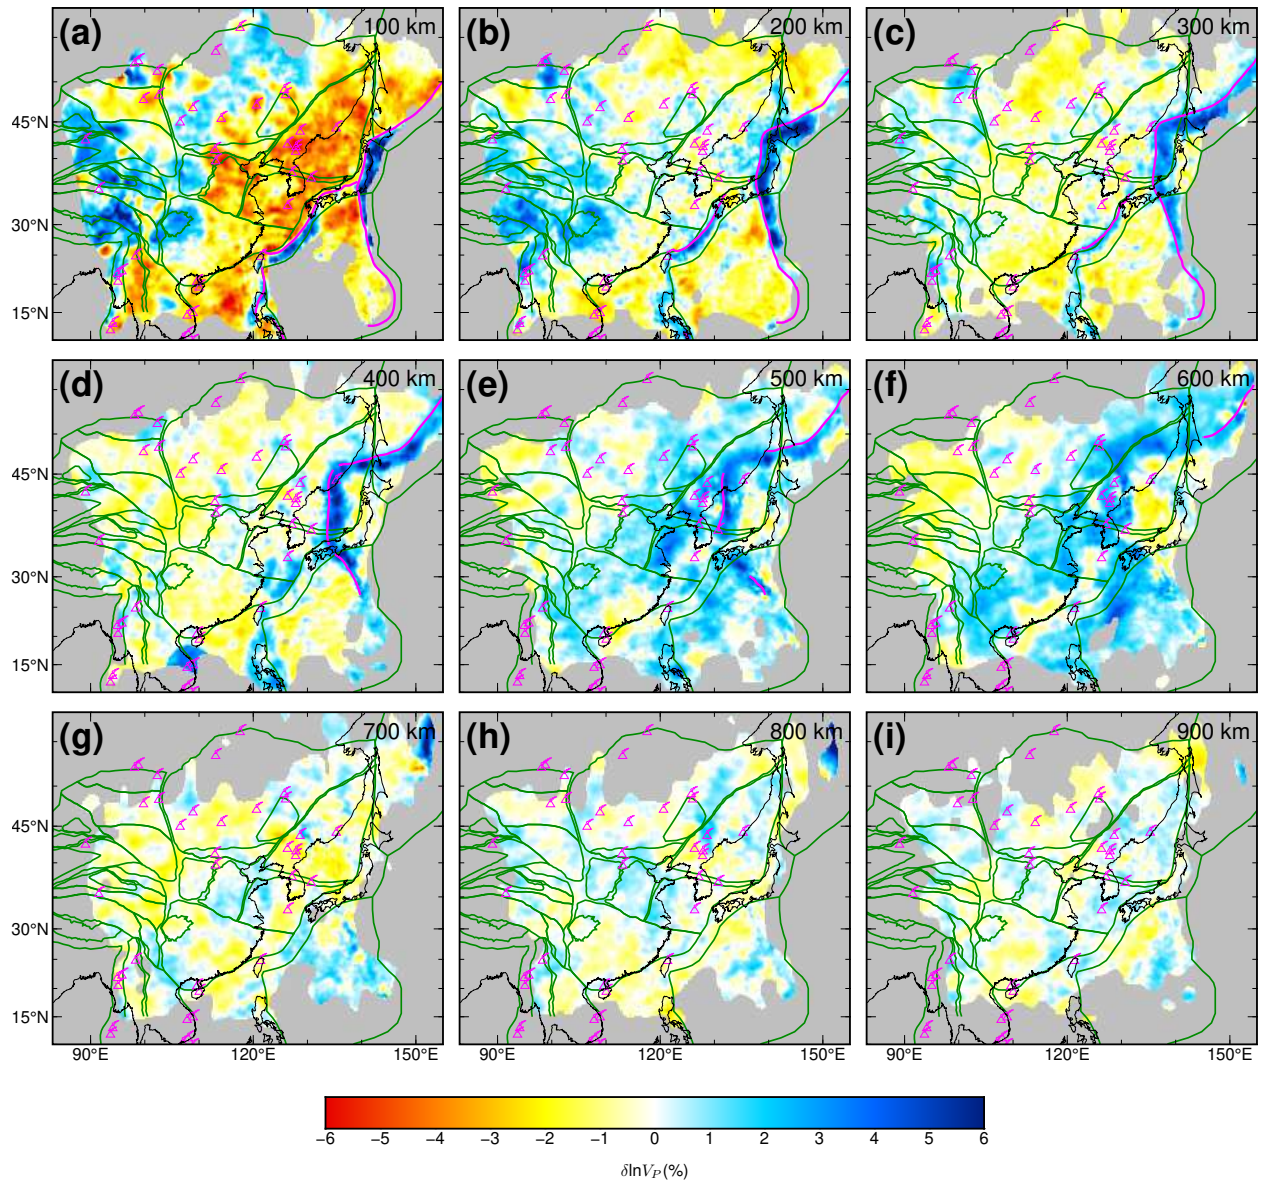 (a) 100 km (b) 200 km (c) 300 km
45°N
30°N
15°N
(d) 400 km (e) 500 km (f) 600 km
45°N
30°N
15°N
(g) 700 km (h) 800 km (i) 900 km
45°N
30°N
15°N
90°E 120°E 150°E 90°E 120°E 150°E 90°E 120°E 150°E
−6 −5 −4 −3 −2 −1 0 1 2 3 4 5 6
δlnV_P(%)